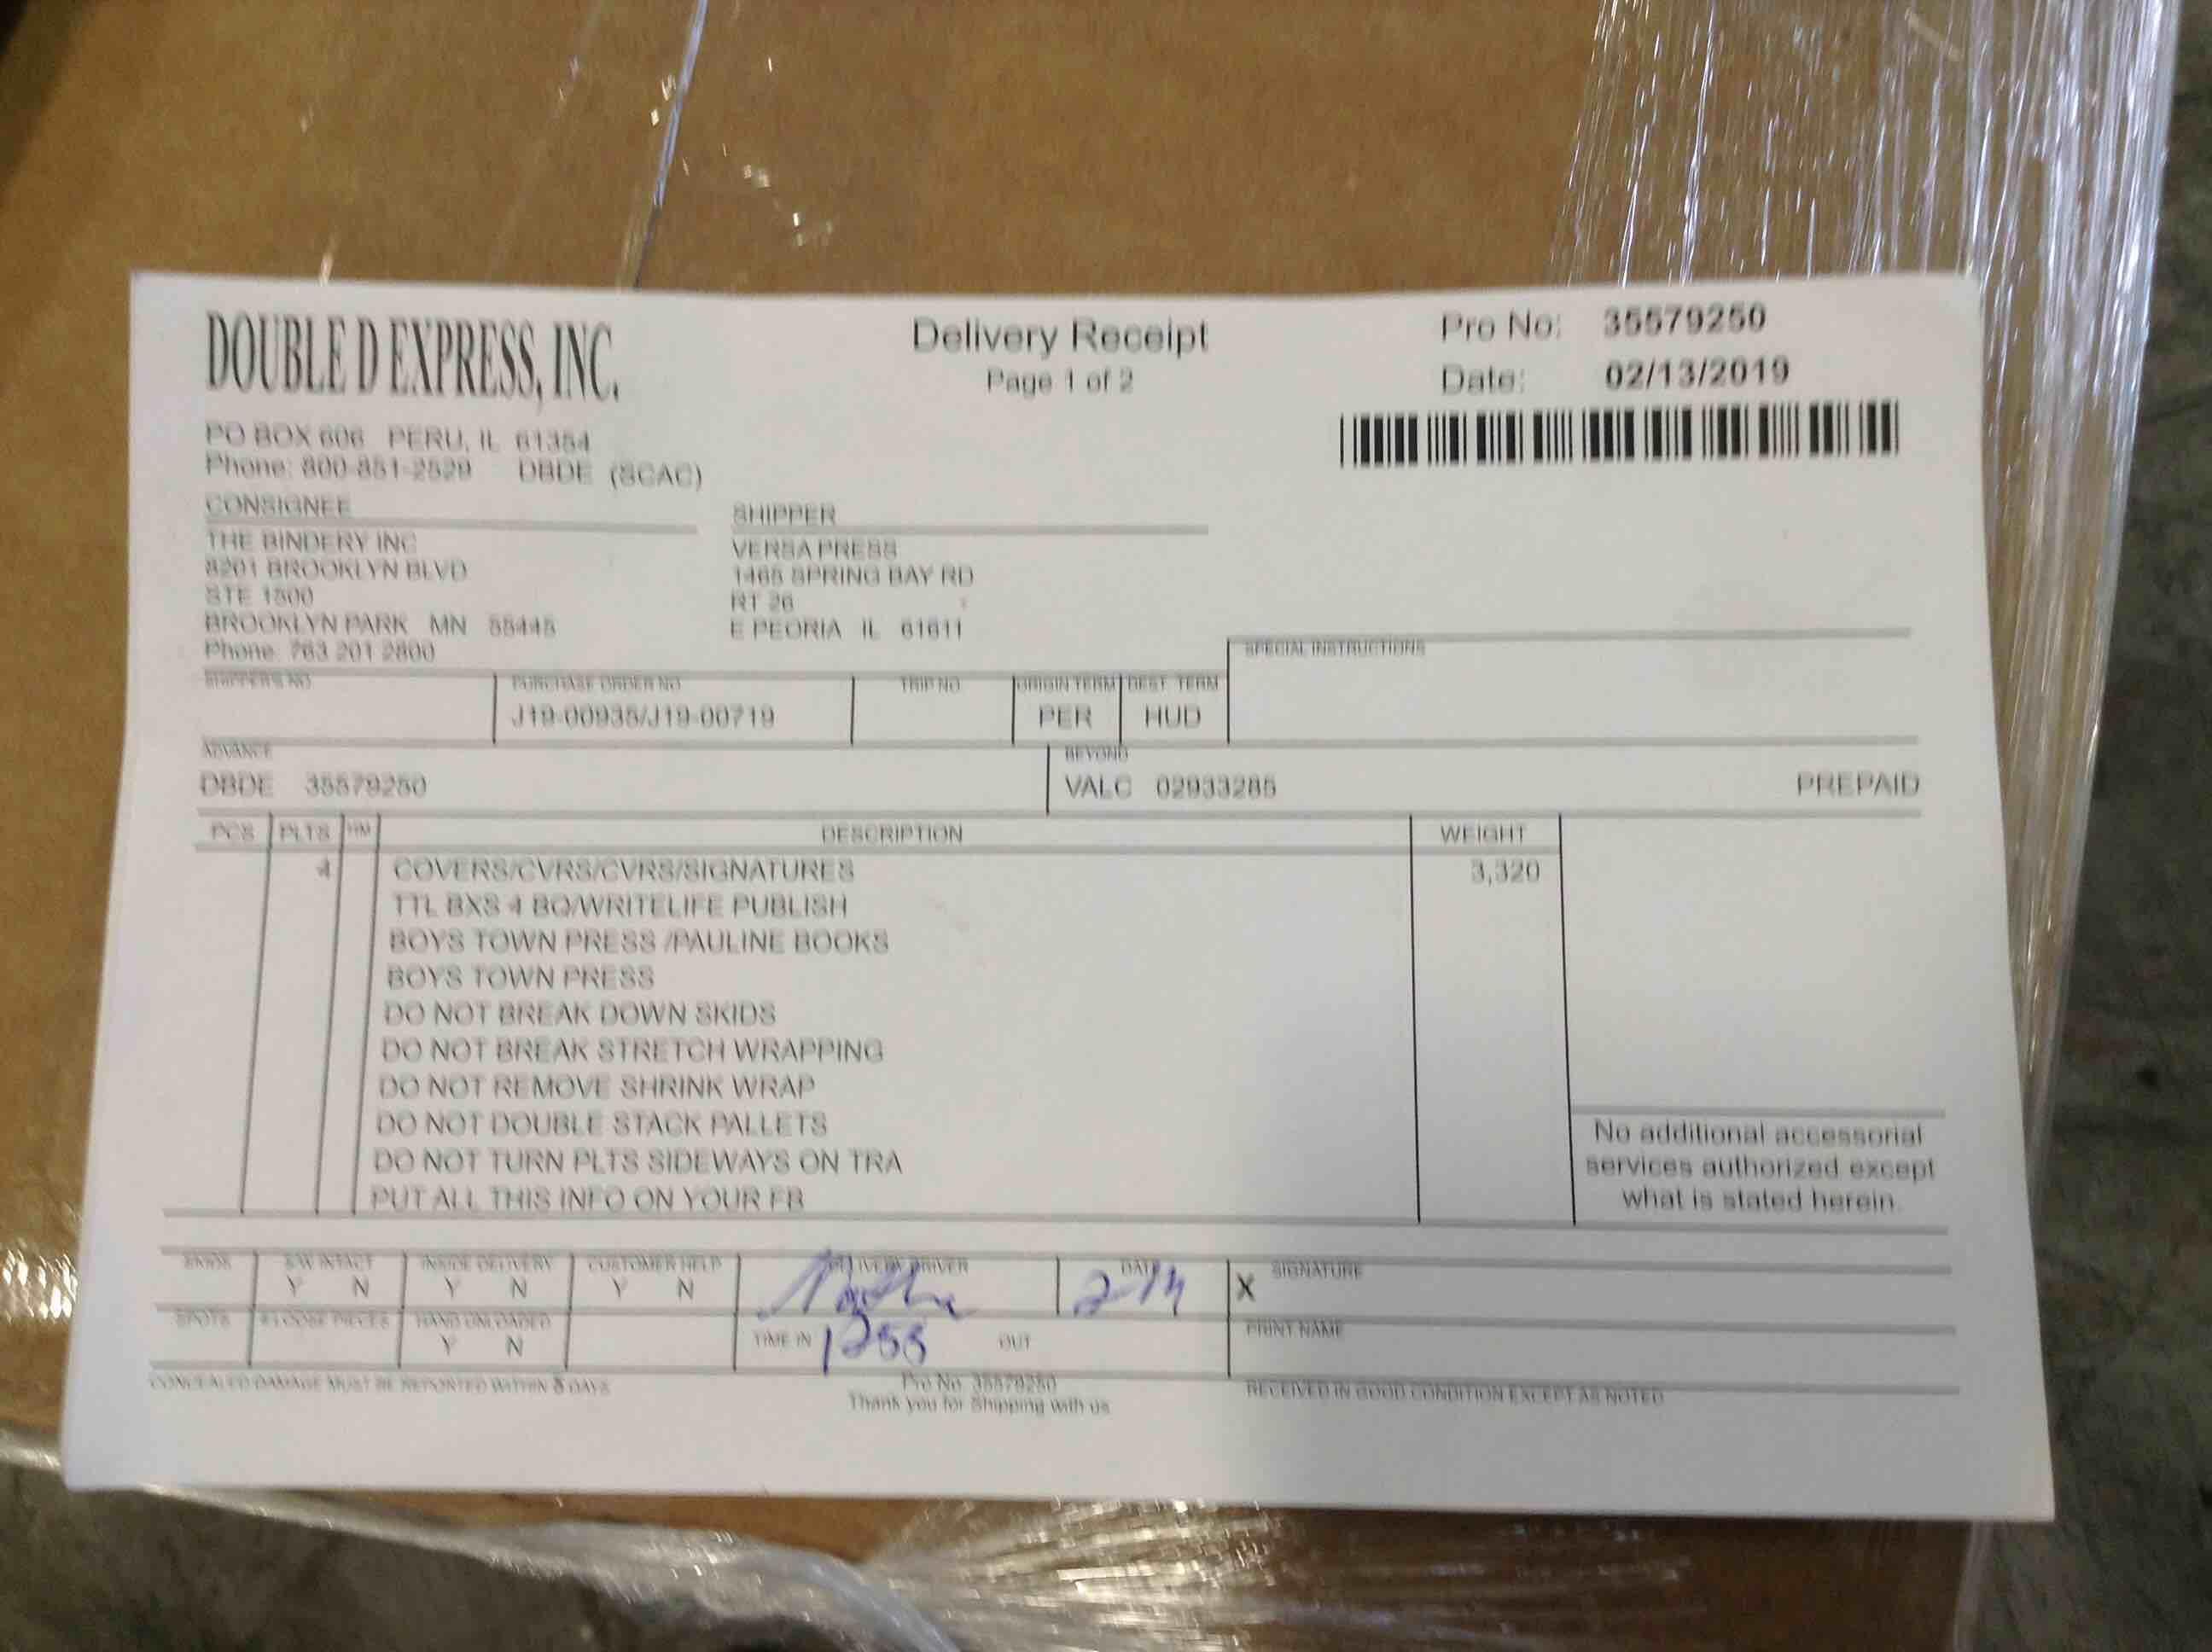 DOUBLE D EXPRESS, INC.
Delivery Receipt
Page 1 of 2
Pro No: 35579250
Date: 02/13/2019
PO BOX 606 PERU, IL 61354
Phone: 800-851-2529 DBDE (SCAC)
CONSIGNEE
THE BINDERY INC
8201 BROOKLYN BLVD
STE 1500
BROOKLYN PARK MN 55445
Phone: 763 201 2800
SHIPPER
VERSA PRESS
1465 SPRING BAY RD
RT 26
E PEORIA IL 61611
SPECIAL INSTRUCTIONS
SHIPPER'S NO PURCHASE ORDER NO TRIP NO ORIGIN TERM DEST. TERM
J19-00935/J19-00719 PER HUD
ADVANCE BEYOND
DBDE 35579250 VALC 02933285 PREPAID
PCS PLTS HM DESCRIPTION WEIGHT
4 COVERS/CVRS/CVRS/SIGNATURES 3,320
TTL BXS 4 BQ/WRITELIFE PUBLISH
BOYS TOWN PRESS /PAULINE BOOKS
BOYS TOWN PRESS
DO NOT BREAK DOWN SKIDS
DO NOT BREAK STRETCH WRAPPING
DO NOT REMOVE SHRINK WRAP
DO NOT DOUBLE STACK PALLETS
DO NOT TURN PLTS SIDEWAYS ON TRA
PUT ALL THIS INFO ON YOUR FB
No additional accessorial
services authorized except
what is stated herein.
SKIDS S/W INTACT INSIDE DELIVERY CUSTOMER HELP DELIVERY DRIVER DATE SIGNATURE
Y N Y N Y N 2-14 X
SPOTS # LOOSE PIECES HAND UNLOADED TIME IN 1255 OUT PRINT NAME
Y N
CONCEALED DAMAGE MUST BE REPORTED WITHIN 5 DAYS
Pro No 35579250
Thank you for Shipping with us
RECEIVED IN GOOD CONDITION EXCEPT AS NOTED